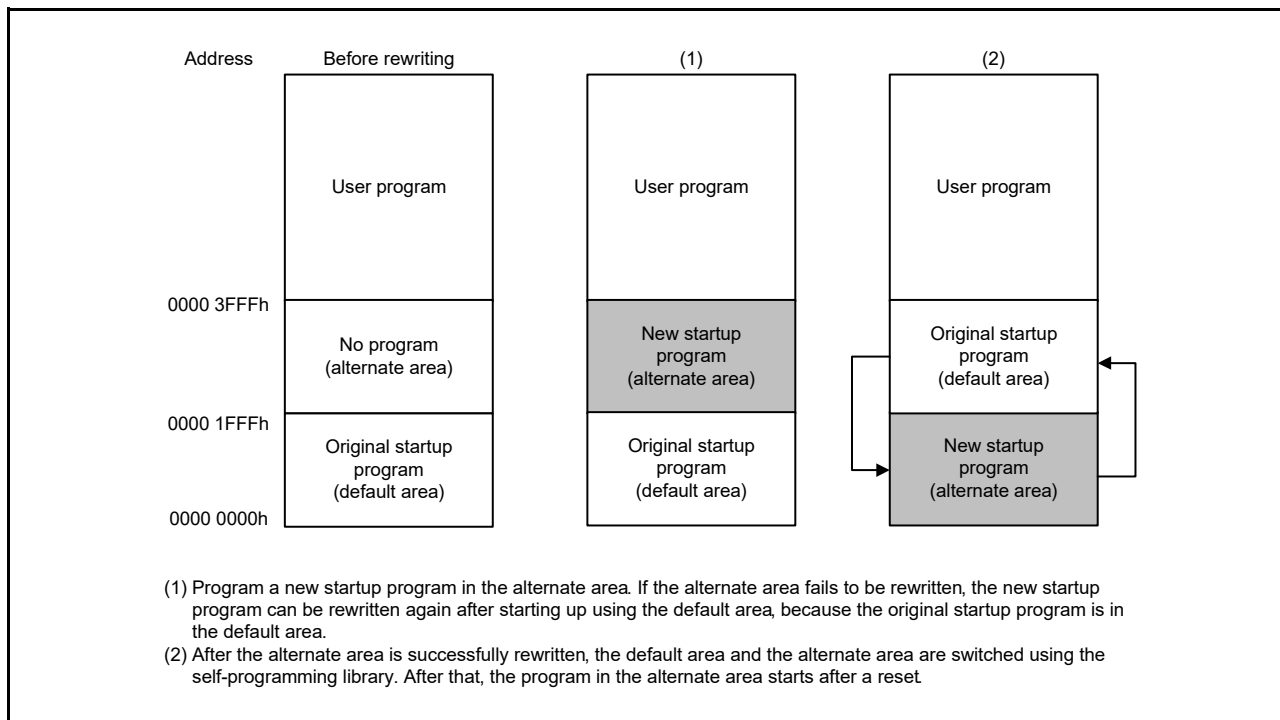 Address Before rewriting (1) (2)
User program User program User program
0000 3FFFh
No program
(alternate area)
New startup
program
(alternate area)
Original startup
program
(default area)
0000 1FFFh
Original startup
program
(default area)
Original startup
program
(default area)
New startup
program
(alternate area)
0000 0000h
(1) Program a new startup program in the alternate area. If the alternate area fails to be rewritten, the new startup
program can be rewritten again after starting up using the default area, because the original startup program is in
the default area.
(2) After the alternate area is successfully rewritten, the default area and the alternate area are switched using the
self-programming library. After that, the program in the alternate area starts after a reset.